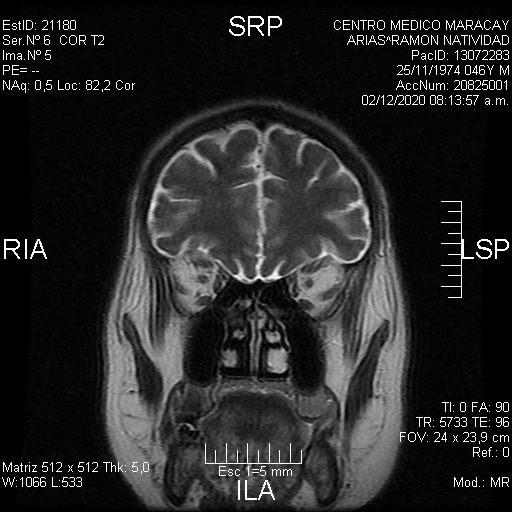 EstID: 21180
Ser.Nº 6 COR T2
Ima.Nº 5
PE= --
NAq: 0,5 Loc: 82,2 Cor
SRP
CENTRO MEDICO MARACAY
ARIAS^RAMON NATIVIDAD
PacID: 13072283
25/11/1974 046Y M
AccNum: 20825001
02/12/2020 08:13:57 a.m.
RIA
LSP
TI: 0 FA: 90
TR: 5733 TE: 96
FOV: 24 x 23,9 cm
Ref.: 0
Matriz 512 x 512 Thk: 5,0
W:1066 L:533
Esc 1=5 mm
ILA
Mod.: MR